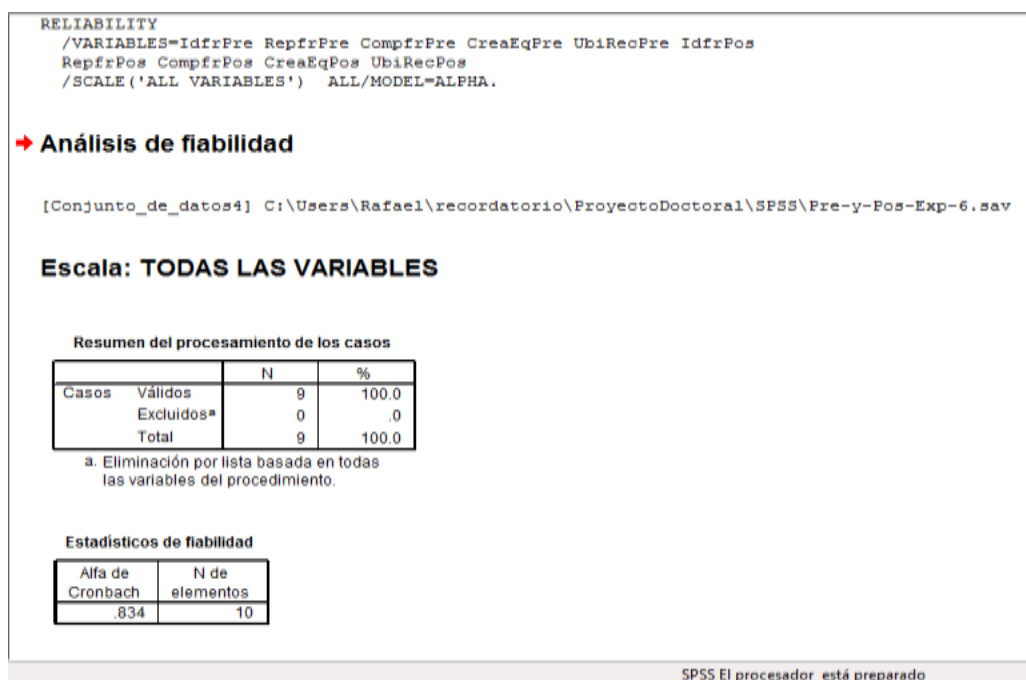 RELIABILITY
/VARIABLES=IdfrPre RepfrPre CompfrPre CreaEqPre UbiRecPre IdfrPos
RepfrPos CompfrPos CreaEqPos UbiRecPos
/SCALE('ALL VARIABLES') ALL/MODEL=ALPHA.
Análisis de fiabilidad
[Conjunto_de_datos4] C:\Users\Rafael\recordatorio\ProyectoDoctoral\SPSS\Pre-y-Pos-Exp-6.sav
Escala: TODAS LAS VARIABLES
Resumen del procesamiento de los casos
N %
Casos Válidos 9 100.0
Excluidosª 0 .0
Total 9 100.0
a. Eliminación por lista basada en todas
las variables del procedimiento.
Estadísticos de fiabilidad
Alfa de N de
Cronbach elementos
.834 10
SPSS El procesador está preparado